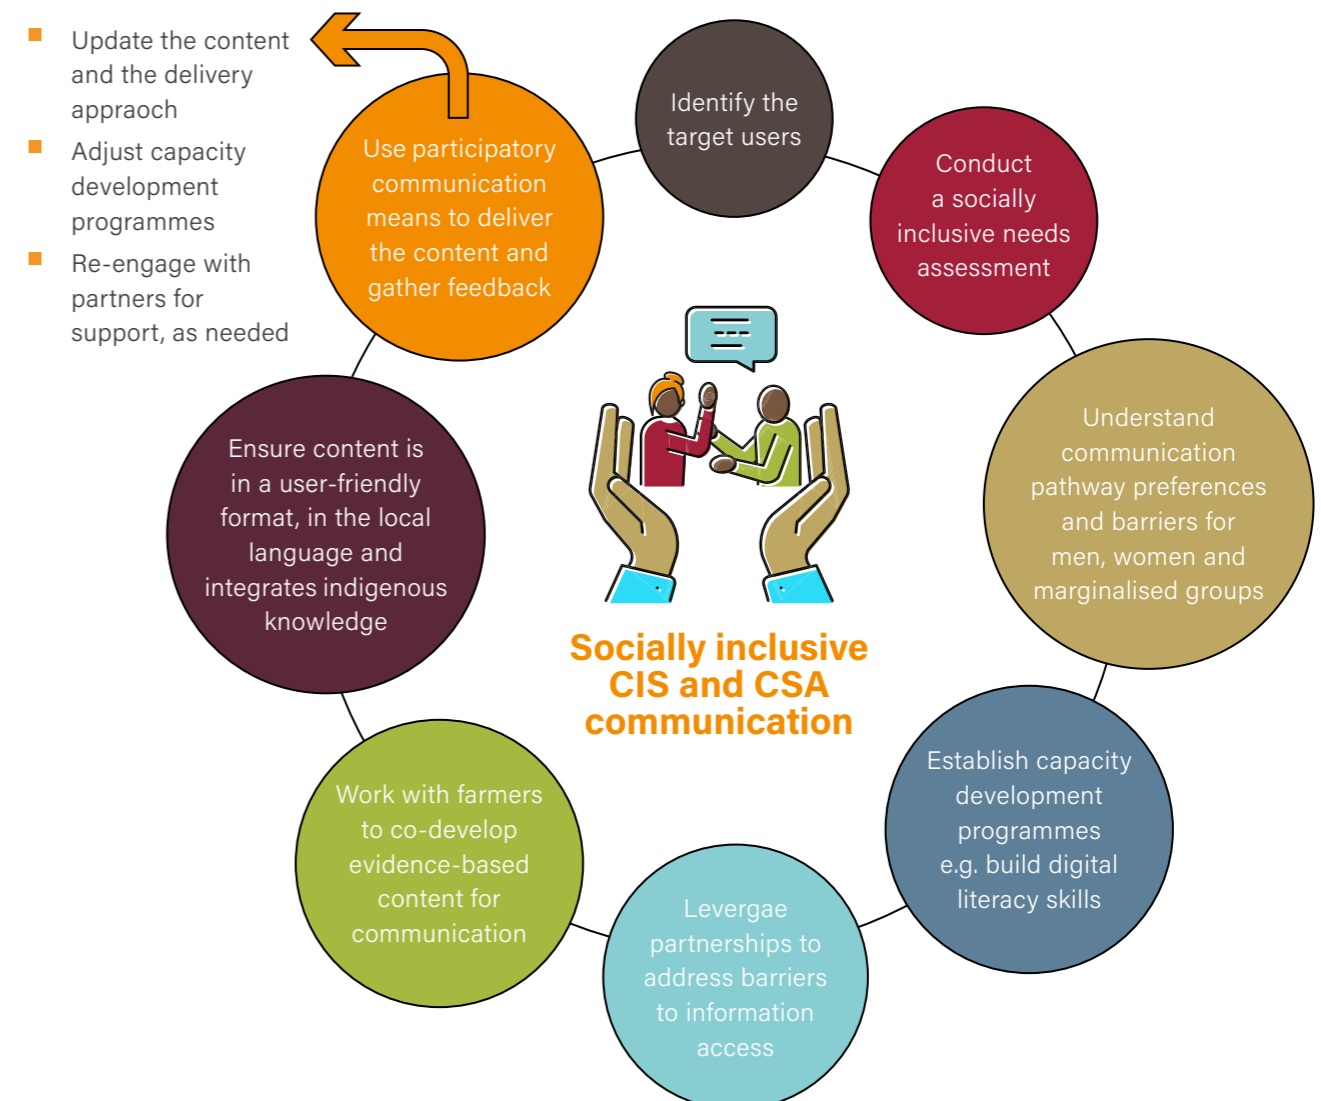 Update the content
and the delivery
appraoch
Adjust capacity
development
programmes
Re-engage with
partners for
support, as needed
Identify the
target users
Conduct
a socially
inclusive needs
assessment
Understand
communication
pathway preferences
and barriers for
men, women and
marginalised groups
Establish capacity
development
programmes
e.g. build digital
literacy skills
Levergae
partnerships to
address barriers
to information
access
Work with farmers
to co-develop
evidence-based
content for
communication
Ensure content is
in a user-friendly
format, in the local
language and
integrates indigenous
knowledge
Use participatory
communication
means to deliver
the content and
gather feedback
Socially inclusive
CIS and CSA
communication